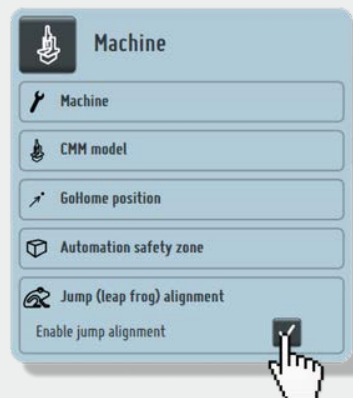 Machine
Machine
CMM model
GoHome position
Automation safety zone
Jump (leap frog) alignment
Enable jump alignment